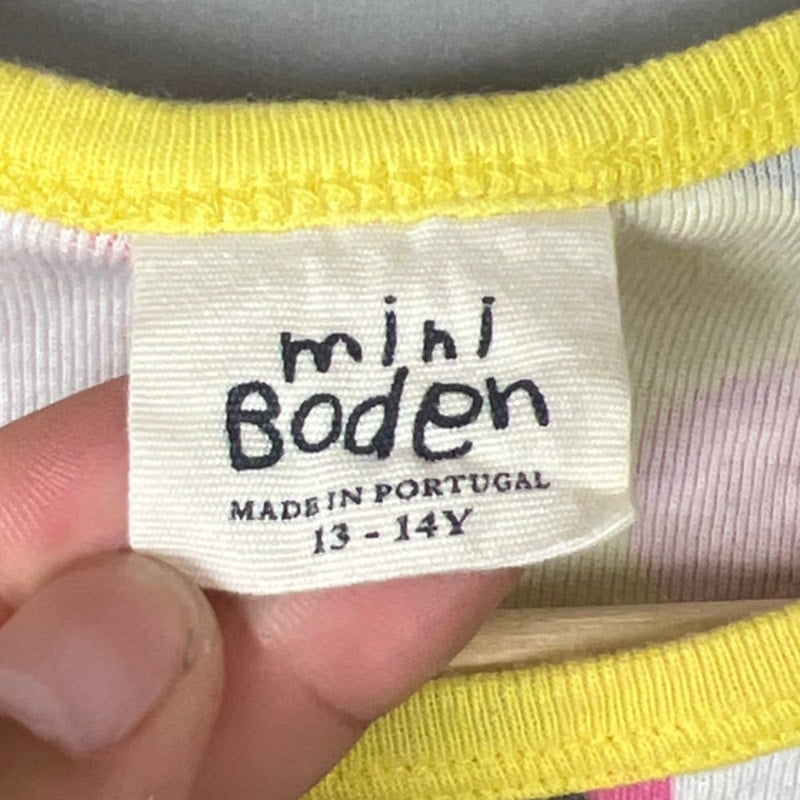 mini
Boden
MADE IN PORTUGAL
13 - 14Y